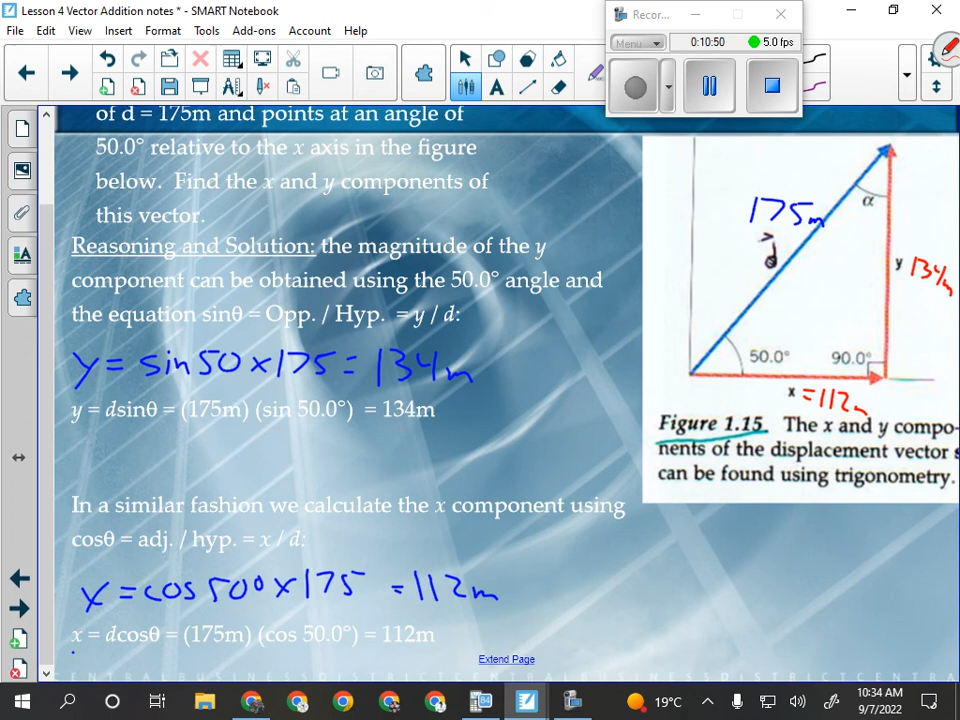 Lesson 4 Vector Addition notes * - SMART Notebook
Recor...
File Edit View Insert Format Tools Add-ons Account Help
Menu
0:10:50
5.0 fps
of d = 175m and points at an angle of
50.0° relative to the x axis in the figure
below. Find the x and y components of
this vector.
Reasoning and Solution: the magnitude of the y
component can be obtained using the 50.0° angle and
the equation sinθ = Opp. / Hyp. = y / d:
y = sin50 x 175 = 134m
y = dsinθ = (175m) (sin 50.0°) = 134m
In a similar fashion we calculate the x component using
cosθ = adj. / hyp. = x / d:
x = cos 50° x 175 = 112m
x = dcosθ = (175m) (cos 50.0°) = 112m
175m
d
α
y 134m
50.0°
90.0°
x = 112m
Figure 1.15 The x and y compo-
nents of the displacement vector s
can be found using trigonometry.
Extend Page
19°C
10:34 AM
9/7/2022